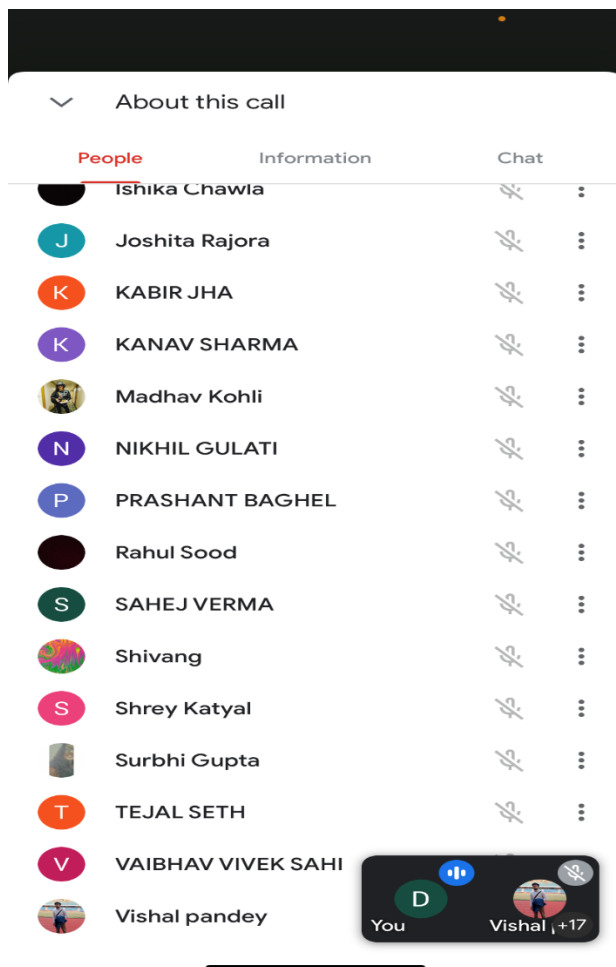 About this call
People Information Chat
Ishika Chawla
J Joshita Rajora
K KABIR JHA
K KANAV SHARMA
Madhav Kohli
N NIKHIL GULATI
P PRASHANT BAGHEL
Rahul Sood
S SAHEJ VERMA
Shivang
S Shrey Katyal
Surbhi Gupta
T TEJAL SETH
V VAIBHAV VIVEK SAHI
Vishal pandey
D
You Vishal +17